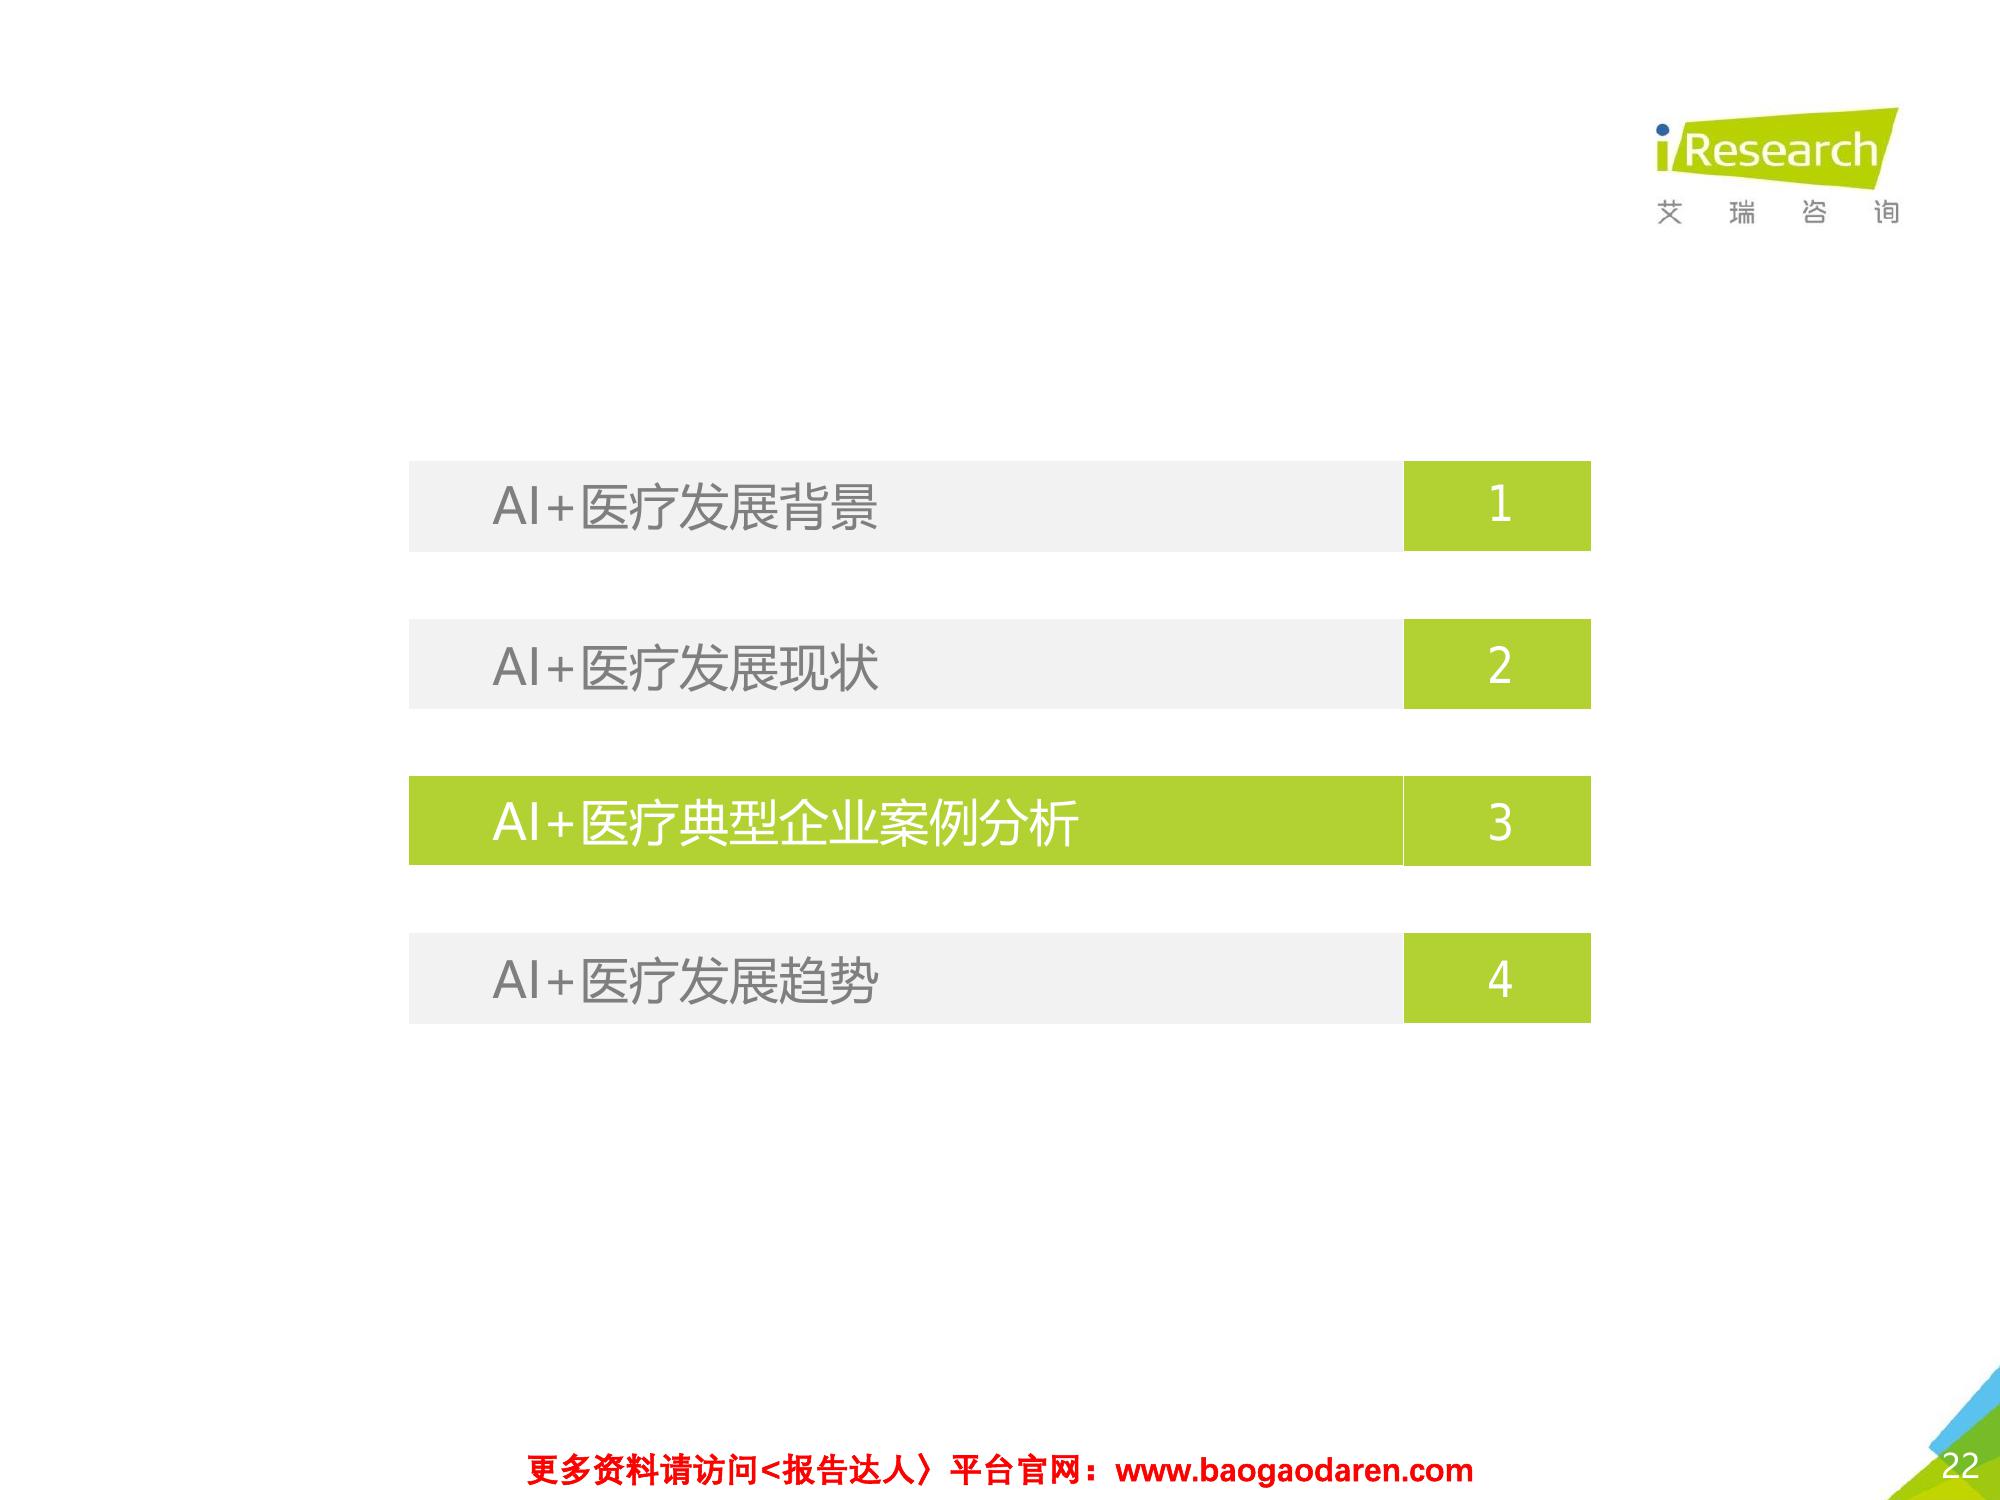 iResearch
艾瑞咨询
AI+医疗发展背景 1
AI+医疗发展现状 2
AI+医疗典型企业案例分析 3
AI+医疗发展趋势 4
更多资料请访问<报告达人〉平台官网：www.baogaodaren.com
22